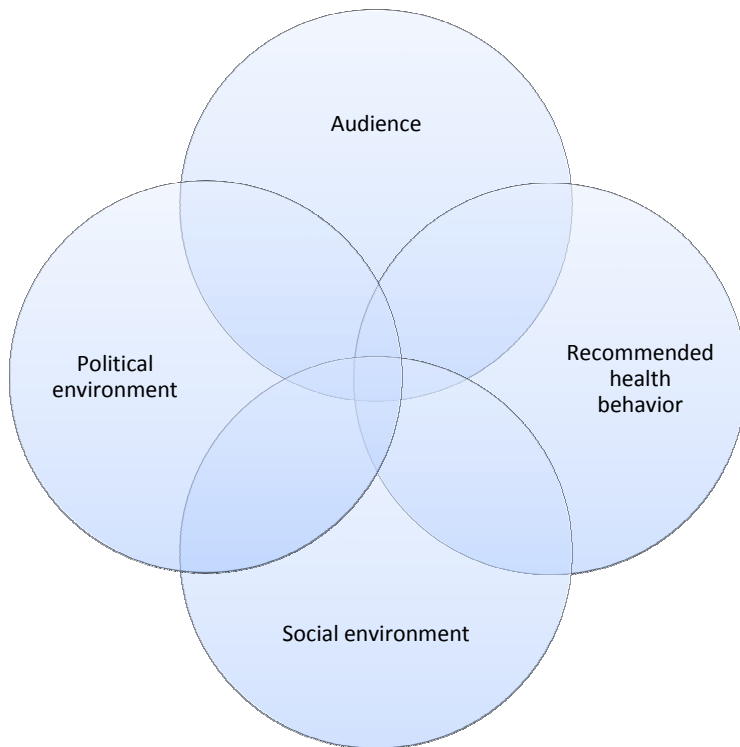 Audience
Political
environment
Recommended
health
behavior
Social environment